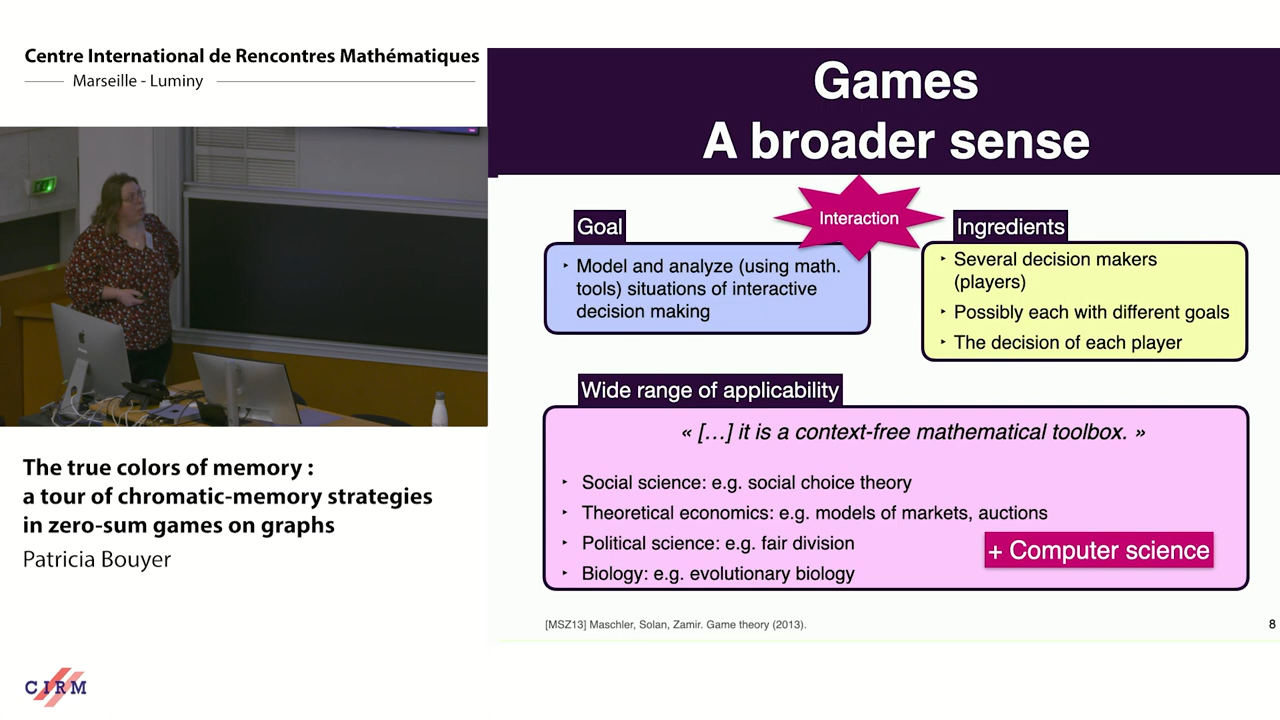 Centre International de Rencontres Mathématiques
Marseille - Luminy
The true colors of memory :
a tour of chromatic-memory strategies
in zero-sum games on graphs
Patricia Bouyer
CIRM
Games
A broader sense
Interaction
Goal
‣ Model and analyze (using math.
tools) situations of interactive
decision making
Ingredients
‣ Several decision makers
(players)
‣ Possibly each with different goals
‣ The decision of each player
Wide range of applicability
« […] it is a context-free mathematical toolbox. »
‣ Social science: e.g. social choice theory
‣ Theoretical economics: e.g. models of markets, auctions
‣ Political science: e.g. fair division
‣ Biology: e.g. evolutionary biology
+ Computer science
[MSZ13] Maschler, Solan, Zamir. Game theory (2013).
8